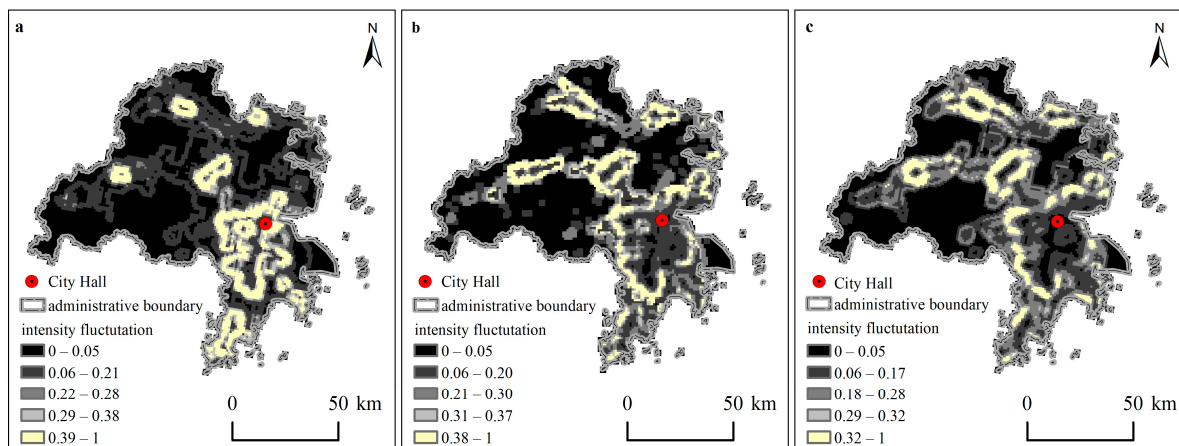 a
N
City Hall
administrative boundary
intensity fluctutation
0 – 0.05
0.06 – 0.21
0.22 – 0.28
0.29 – 0.38
0.39 – 1
0 50 km
b
City Hall
administrative boundary
intensity fluctutation
0 – 0.05
0.06 – 0.20
0.21 – 0.30
0.31 – 0.37
0.38 – 1
0 50 km
c
N
City Hall
administrative boundary
intensity fluctutation
0 – 0.05
0.06 – 0.17
0.18 – 0.28
0.29 – 0.32
0.32 – 1
0 50 km